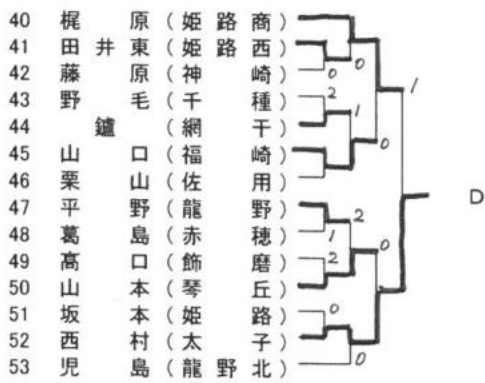 40 梶原(姫路商)
41 田井東(姫路西)
42 藤原(神崎)
43 野毛(千種)
44 鑪(網干)
45 山口(福崎)
46 栗山(佐用)
47 平野(龍野)
48 葛島(赤穂)
49 高口(飾磨)
50 山本(琴丘)
51 坂本(姫路)
52 西村(太子)
53 児島(龍野北)
0
0
2
1
0
1
2
1
2
0
0
0
D